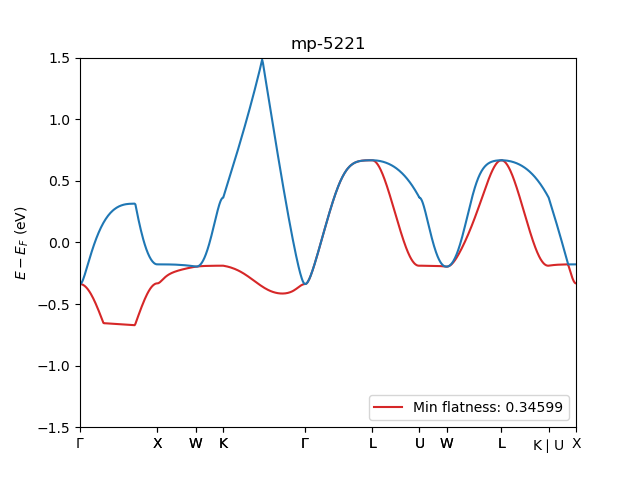 mp-5221
E − E_F (eV)
1.5
1.0
0.5
0.0
−0.5
−1.0
−1.5
Min flatness: 0.34599
Γ X W K Γ L U W L K | U X